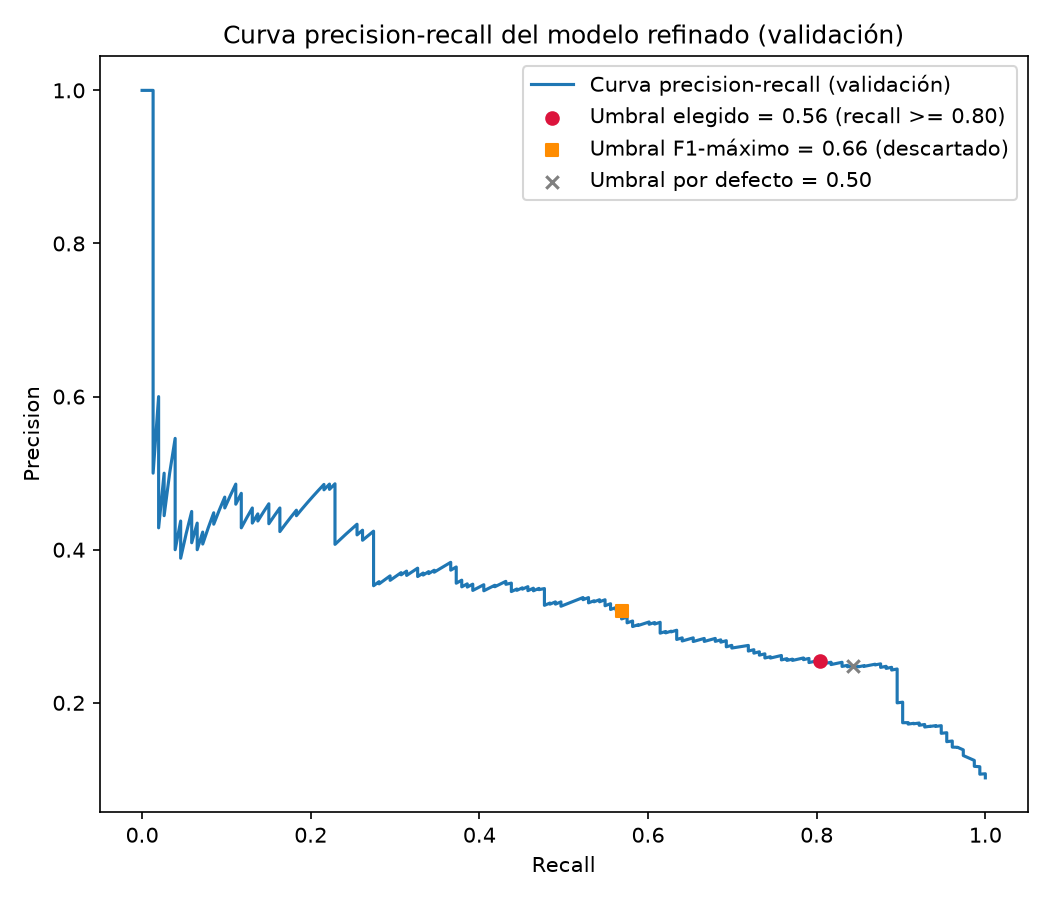 Curva precision-recall del modelo refinado (validación)
Curva precision-recall (validación)
Umbral elegido = 0.56 (recall >= 0.80)
Umbral F1-máximo = 0.66 (descartado)
Umbral por defecto = 0.50
1.0
0.8
0.6
0.4
0.2
Precision
0.0 0.2 0.4 0.6 0.8 1.0
Recall